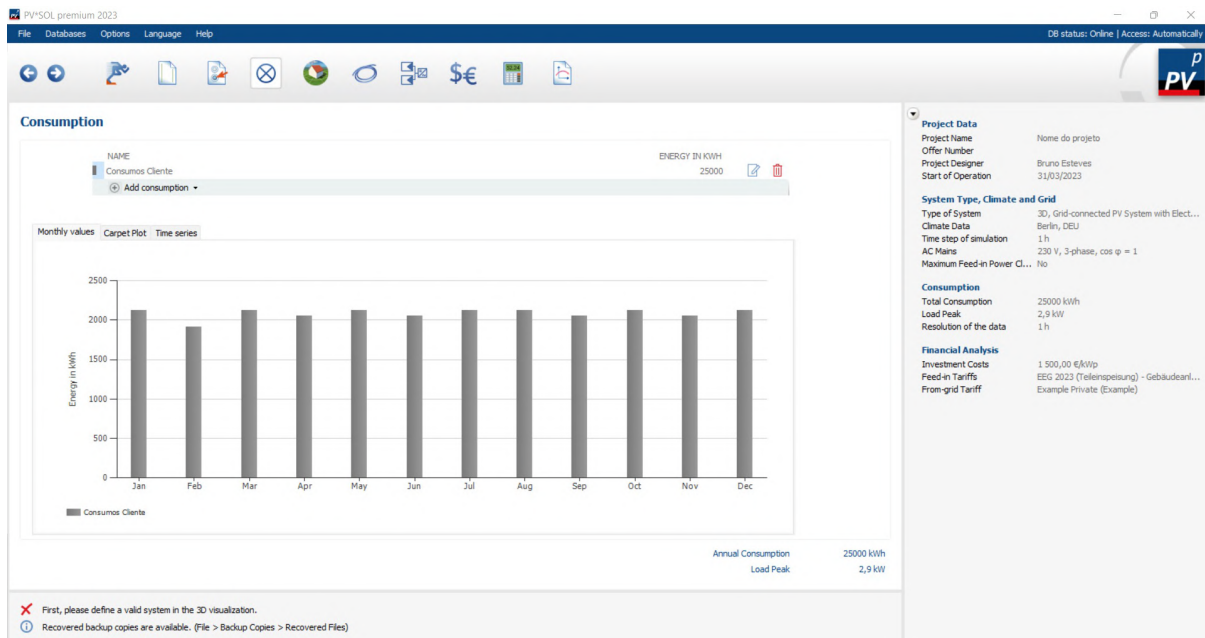 PV*SOL premium 2023
File Databases Options Language Help
DB status: Online | Access: Automatically
$€
p
PV
Consumption
NAME ENERGY IN KWH
Consumos Cliente 25000
Add consumption
Monthly values Carpet Plot Time series
Energy in kWh
2500
2000
1500
1000
500
0
Jan Feb Mar Apr May Jun Jul Aug Sep Oct Nov Dec
Consumos Cliente
Annual Consumption 25000 kWh
Load Peak 2,9 kW
First, please define a valid system in the 3D visualization.
Recovered backup copies are available. (File > Backup Copies > Recovered Files)
Project Data
Project Name Nome do projeto
Offer Number
Project Designer Bruno Esteves
Start of Operation 31/03/2023
System Type, Climate and Grid
Type of System 3D, Grid-connected PV System with Elect...
Climate Data Berlin, DEU
Time step of simulation 1 h
AC Mains 230 V, 3-phase, cos φ = 1
Maximum Feed-in Power Cl... No
Consumption
Total Consumption 25000 kWh
Load Peak 2,9 kW
Resolution of the data 1 h
Financial Analysis
Investment Costs 1 500,00 €/kWp
Feed-in Tariffs EEG 2023 (Teileinspeisung) - Gebäudeanl...
From-grid Tariff Example Private (Example)